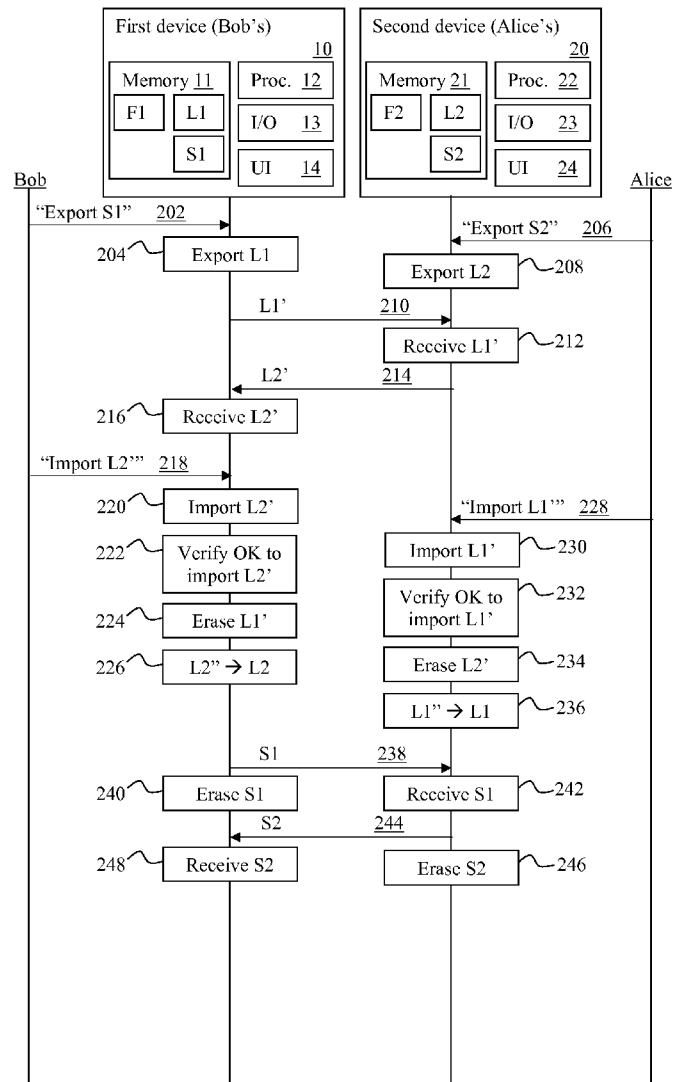 First device (Bob's)
10
Memory 11
F1
L1
S1
Proc. 12
I/O 13
UI 14
Second device (Alice's)
20
Memory 21
F2
L2
S2
Proc. 22
I/O 23
UI 24
Bob
Alice
“Export S1” 202
“Export S2” 206
204
Export L1
Export L2
208
L1’ 210
Receive L1’
212
L2’ 214
216
Receive L2’
“Import L2’” 218
220
Import L2’
“Import L1’” 228
222
Verify OK to
import L2’
Import L1’
230
224
Erase L1’
Verify OK to
import L1’
232
226
L2” → L2
Erase L2’
234
L1” → L1
236
S1 238
240
Erase S1
Receive S1
242
S2 244
248
Receive S2
Erase S2
246